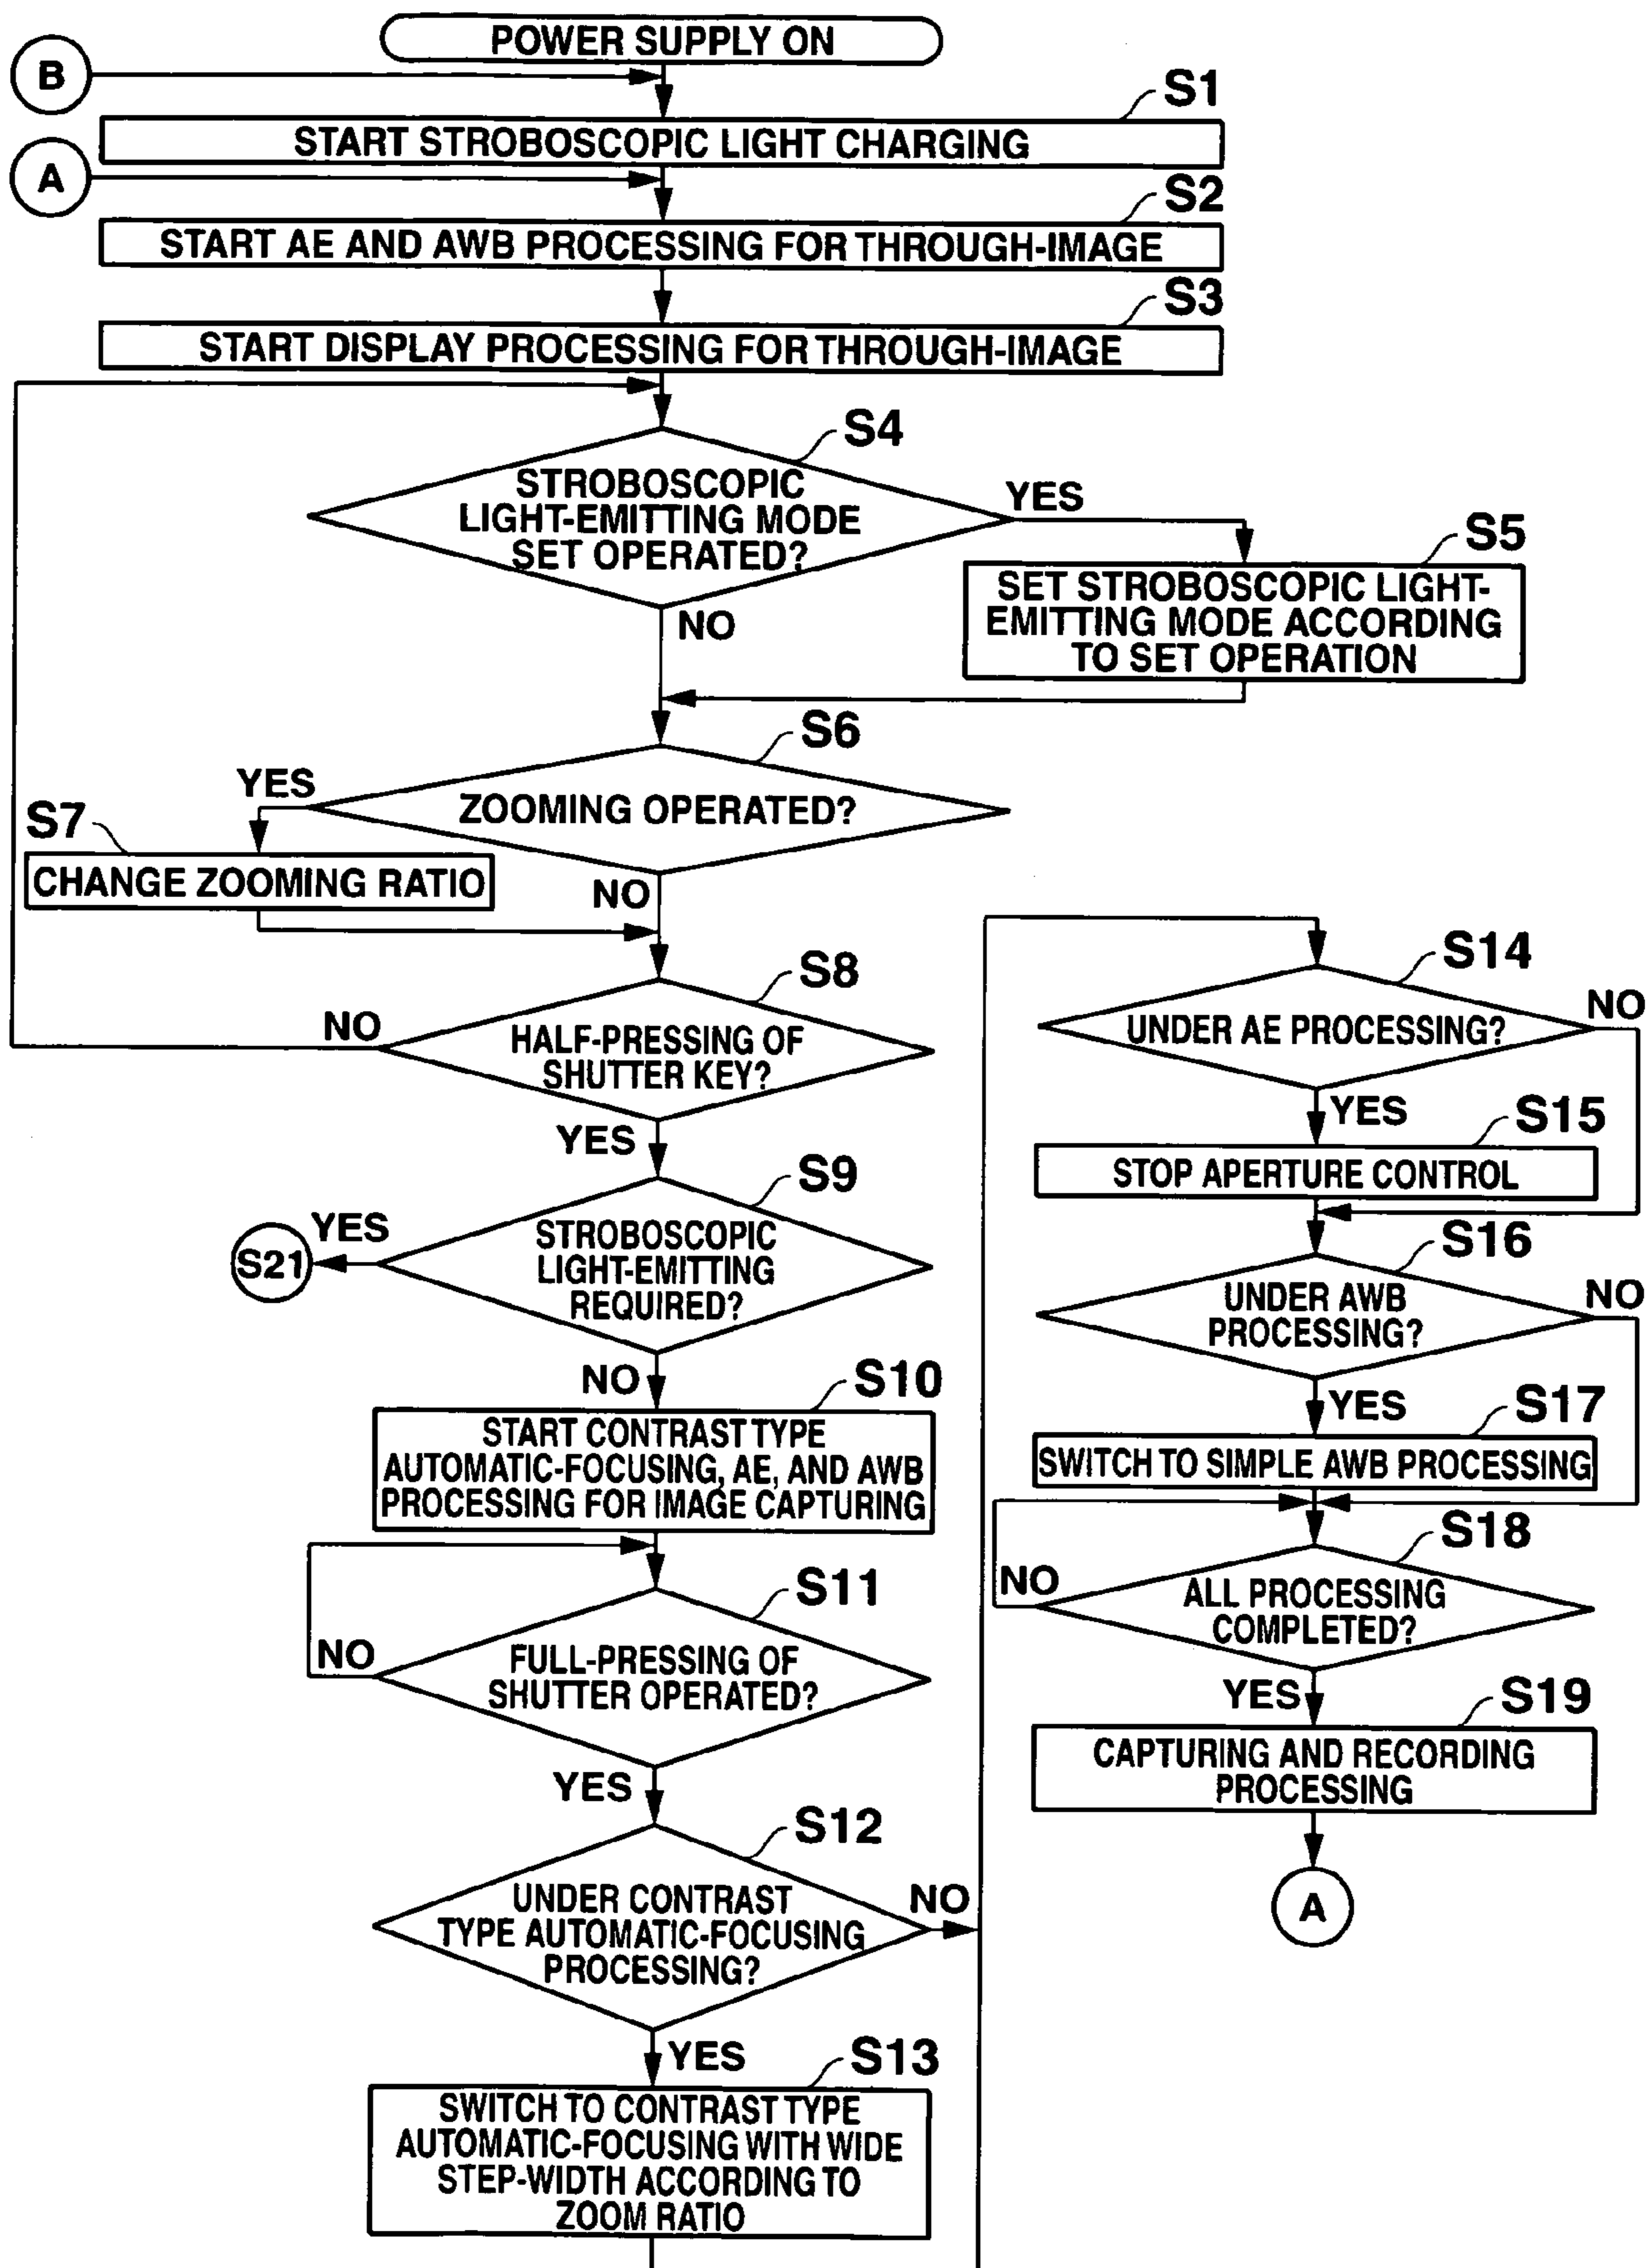 POWER SUPPLY ON
B
S1
START STROBOSCOPIC LIGHT CHARGING
A
S2
START AE AND AWB PROCESSING FOR THROUGH-IMAGE
S3
START DISPLAY PROCESSING FOR THROUGH-IMAGE
S4
STROBOSCOPIC
LIGHT-EMITTING MODE
SET OPERATED?
YES
NO
S5
SET STROBOSCOPIC LIGHT-
EMITTING MODE ACCORDING
TO SET OPERATION
S6
ZOOMING OPERATED?
YES
S7
CHANGE ZOOMING RATIO
NO
S8
HALF-PRESSING OF
SHUTTER KEY?
NO
YES
S9
STROBOSCOPIC
LIGHT-EMITTING
REQUIRED?
YES
S21
NO
S10
START CONTRAST TYPE
AUTOMATIC-FOCUSING, AE, AND AWB
PROCESSING FOR IMAGE CAPTURING
S11
FULL-PRESSING OF
SHUTTER OPERATED?
NO
YES
S12
UNDER CONTRAST
TYPE AUTOMATIC-FOCUSING
PROCESSING?
NO
YES
S13
SWITCH TO CONTRAST TYPE
AUTOMATIC-FOCUSING WITH WIDE
STEP-WIDTH ACCORDING TO
ZOOM RATIO
S14
UNDER AE PROCESSING?
NO
YES
S15
STOP APERTURE CONTROL
S16
UNDER AWB
PROCESSING?
NO
YES
S17
SWITCH TO SIMPLE AWB PROCESSING
S18
ALL PROCESSING
COMPLETED?
NO
YES
S19
CAPTURING AND RECORDING
PROCESSING
A